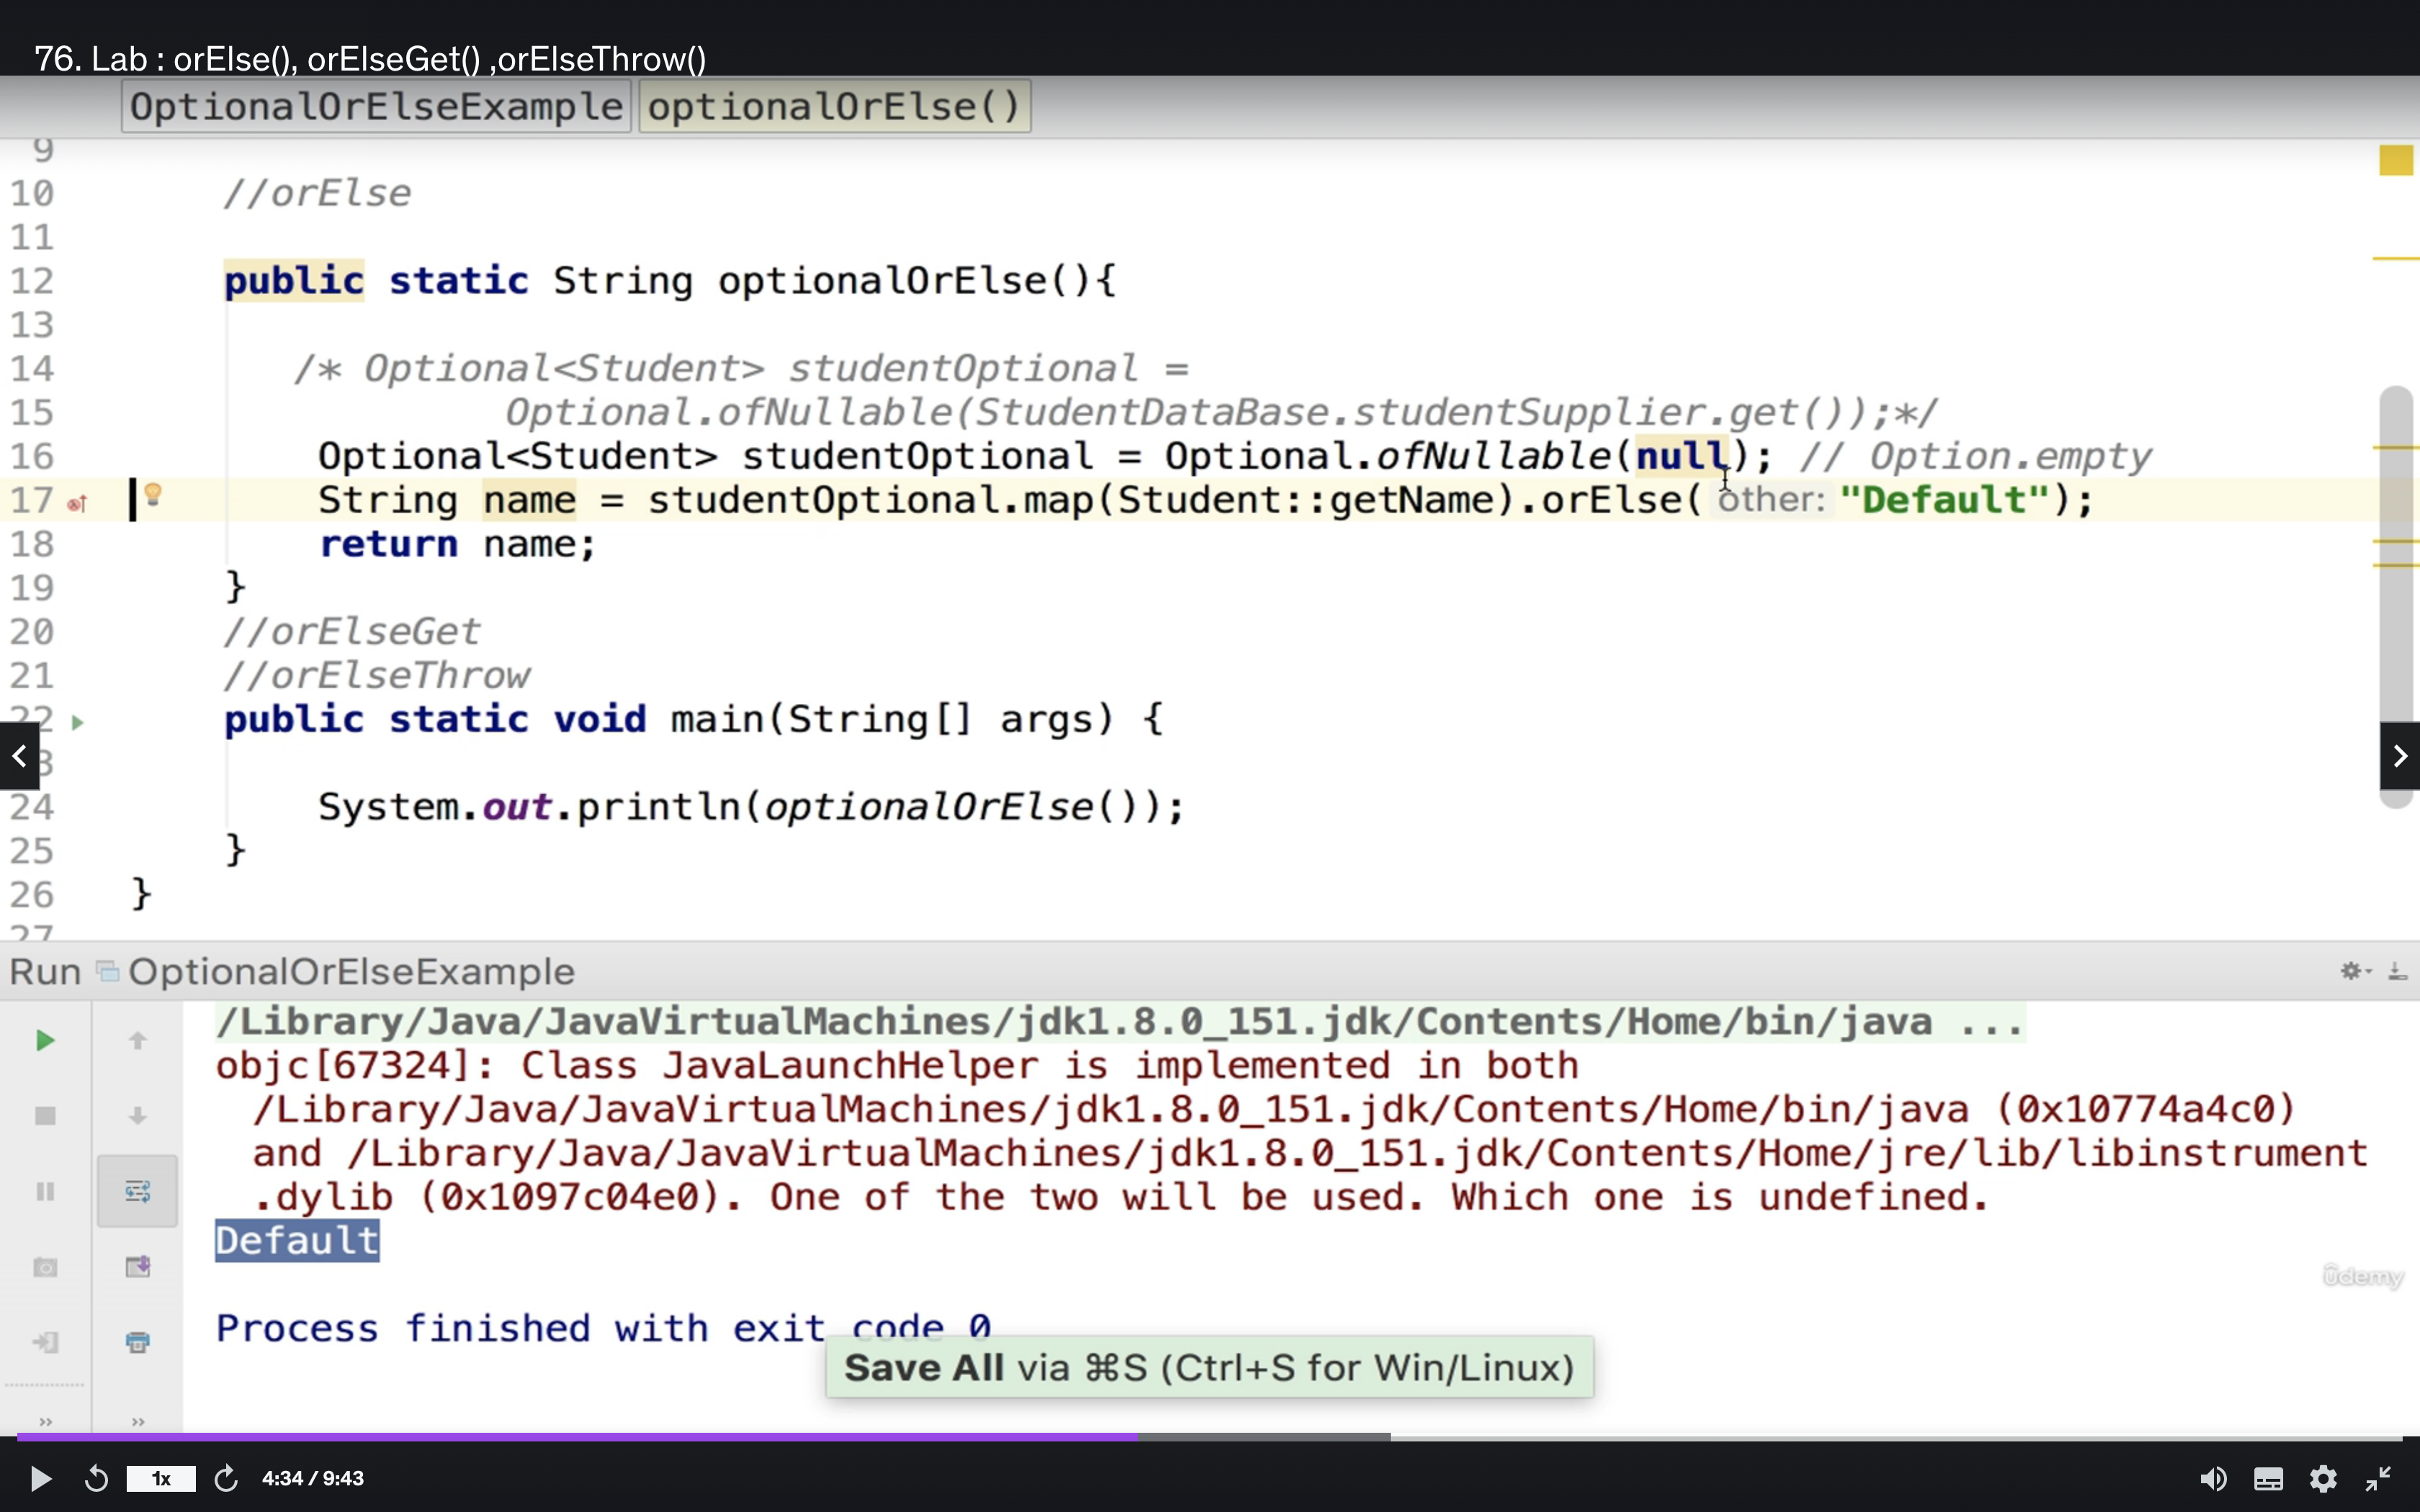 76. Lab : orElse(), orElseGet() ,orElseThrow()
OptionalOrElseExample optionalOrElse()
9
10 //orElse
11
12 public static String optionalOrElse(){
13
14 /* Optional<Student> studentOptional =
15 Optional.ofNullable(StudentDataBase.studentSupplier.get());*/
16 Optional<Student> studentOptional = Optional.ofNullable(null); // Option.empty
17 String name = studentOptional.map(Student::getName).orElse( other: "Default");
18 return name;
19 }
20 //orElseGet
21 //orElseThrow
22 public static void main(String[] args) {
3
24 System.out.println(optionalOrElse());
25 }
26 }
27
Run OptionalOrElseExample
/Library/Java/JavaVirtualMachines/jdk1.8.0_151.jdk/Contents/Home/bin/java ...
objc[67324]: Class JavaLaunchHelper is implemented in both
/Library/Java/JavaVirtualMachines/jdk1.8.0_151.jdk/Contents/Home/bin/java (0x10774a4c0)
and /Library/Java/JavaVirtualMachines/jdk1.8.0_151.jdk/Contents/Home/jre/lib/libinstrument
.dylib (0x1097c04e0). One of the two will be used. Which one is undefined.
Default
udemy
Process finished with exit code 0
Save All via ⌘S (Ctrl+S for Win/Linux)
1x 4:34 / 9:43